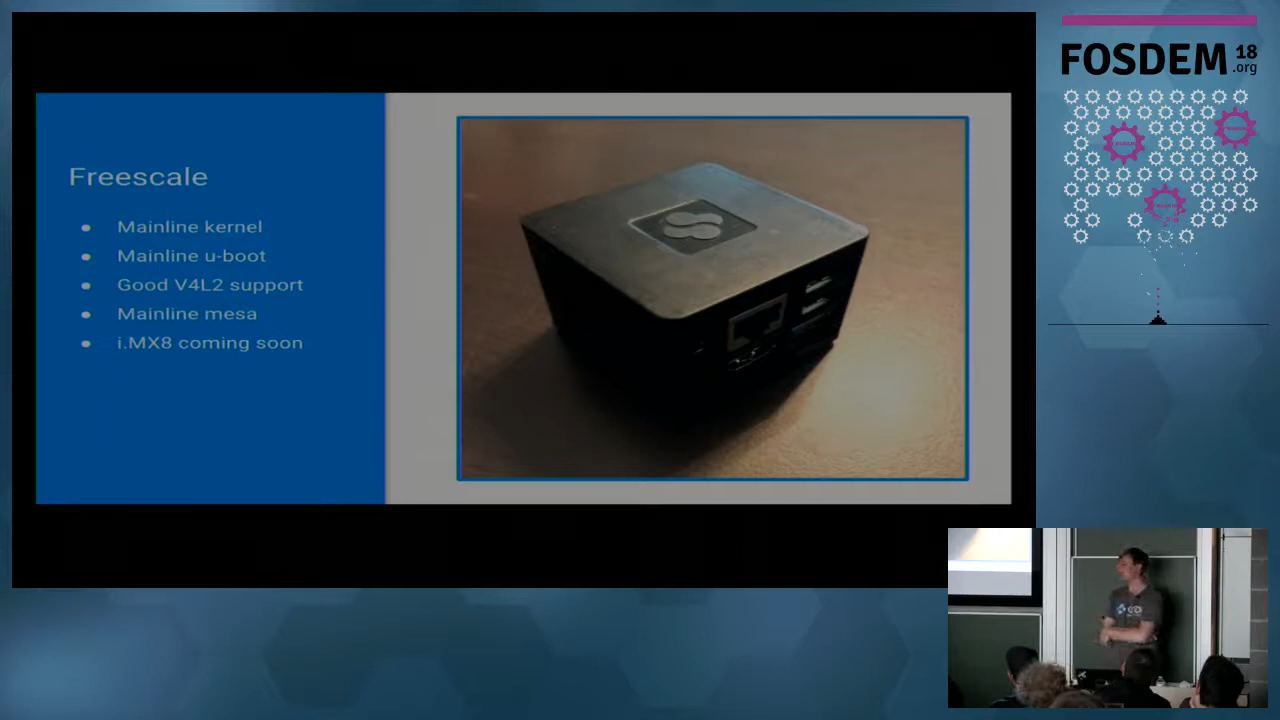 Freescale
● Mainline kernel
● Mainline u-boot
● Good V4L2 support
● Mainline mesa
● i.MX8 coming soon
FOSDEM 18
.org